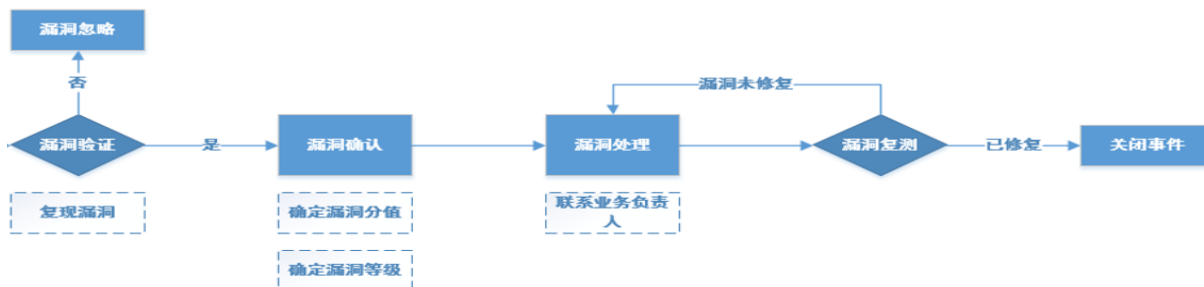 漏洞忽略
否
漏洞未修复
漏洞验证
是
漏洞确认
漏洞处理
漏洞复测
已修复
关闭事件
复现漏洞
确定漏洞分值
联系业务负责
人
确定漏洞等级